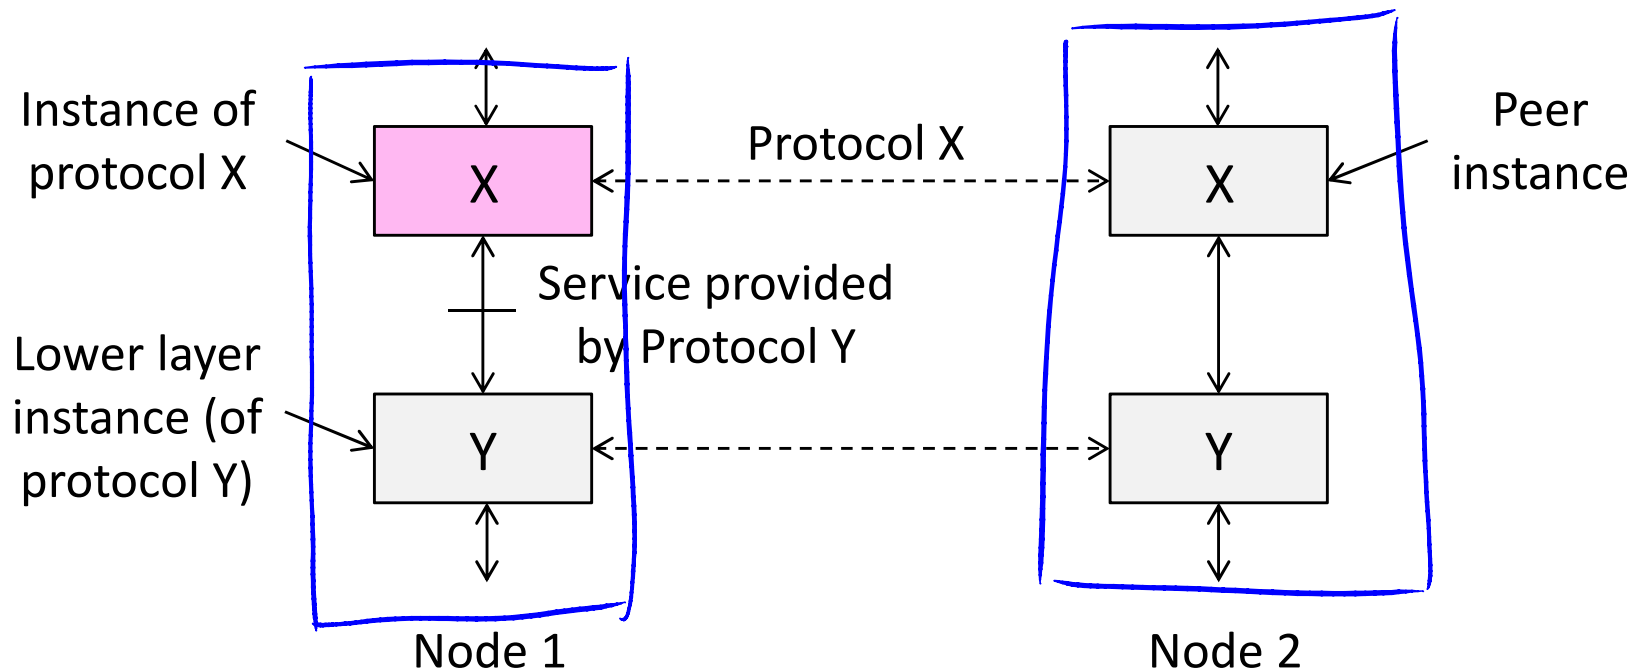 Instance of
protocol X
X
Protocol X
X
Peer
instance
Service provided
by Protocol Y
Lower layer
instance (of
protocol Y)
Y
Y
Node 1
Node 2